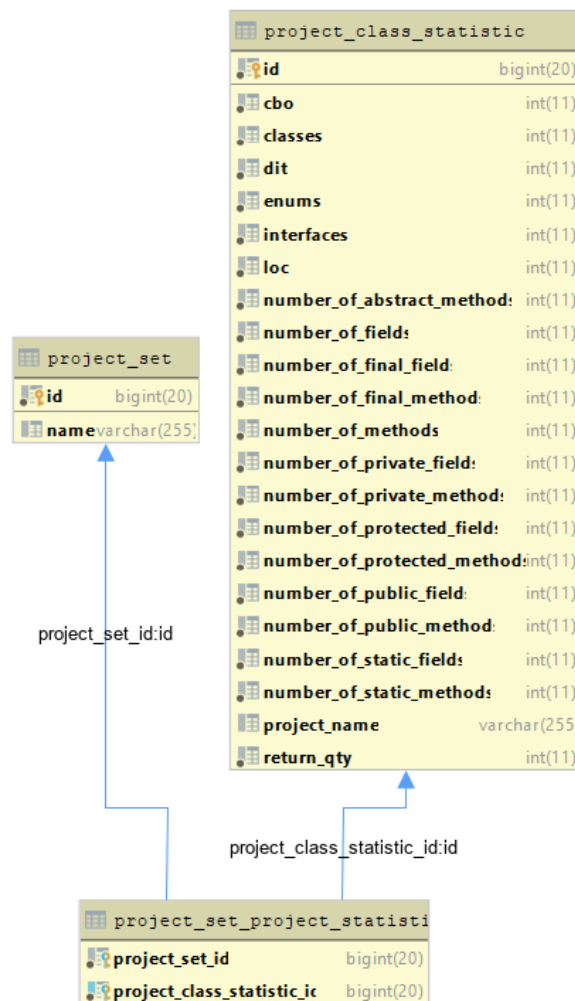 project_class_statistic
id bigint(20)
cbo int(11)
classes int(11)
dit int(11)
enums int(11)
interfaces int(11)
loc int(11)
number_of_abstract_methods int(11)
number_of_fields int(11)
number_of_final_field int(11)
number_of_final_method int(11)
number_of_methods int(11)
number_of_private_fields int(11)
number_of_private_methods int(11)
number_of_protected_fields int(11)
number_of_protected_methods int(11)
number_of_public_field int(11)
number_of_public_method int(11)
number_of_static_fields int(11)
number_of_static_methods int(11)
project_name varchar(255
return_qty int(11)
project_set
id bigint(20)
name varchar(255)
project_set_id:id
project_class_statistic_id:id
project_set_project_statisti
project_set_id bigint(20)
project_class_statistic_id bigint(20)